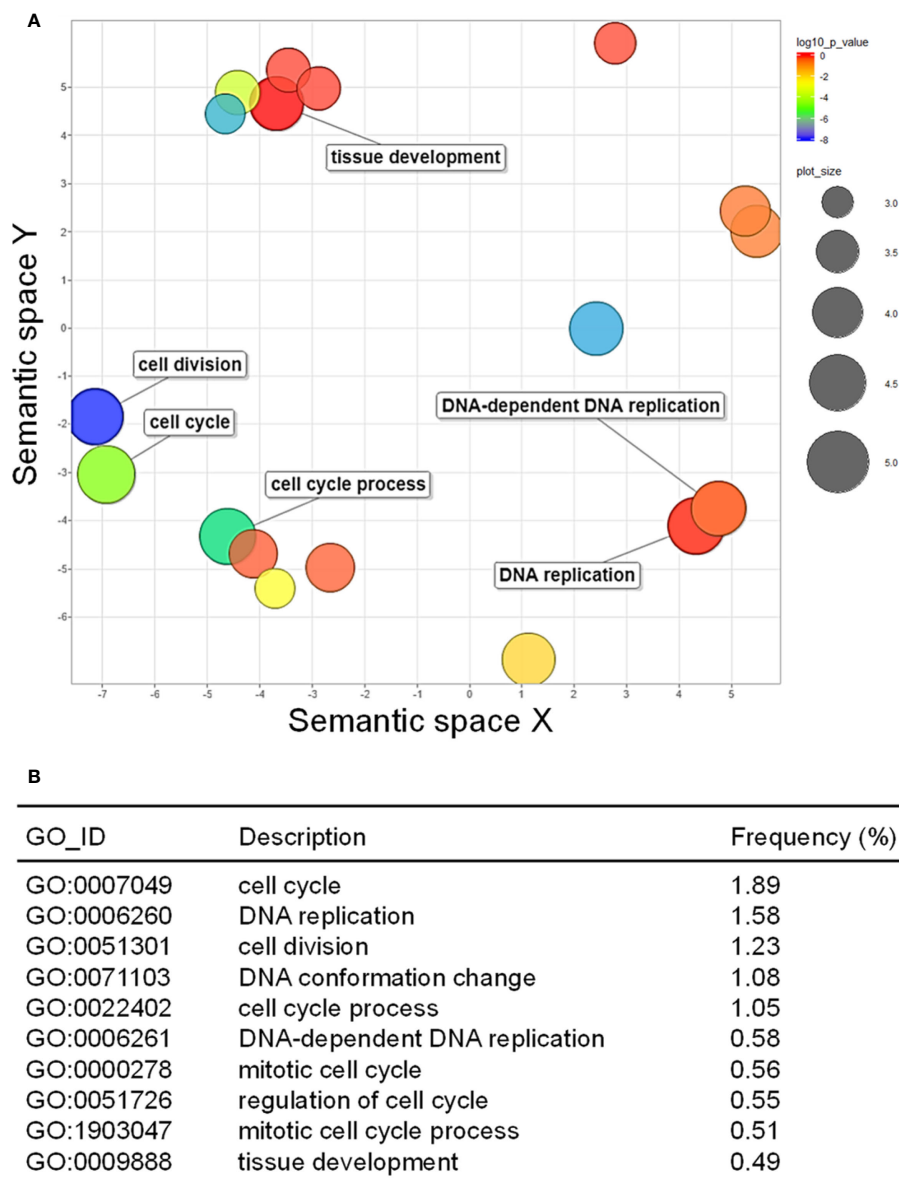 A
log10_p_value
0
-2
-4
-6
-8
plot_size
3.0
3.5
4.0
4.5
5.0
Semantic space Y
5
4
3
2
1
0
-1
-2
-3
-4
-5
-6
tissue development
cell division
cell cycle
DNA-dependent DNA replication
cell cycle process
DNA replication
-7 -6 -5 -4 -3 -2 -1 0 1 2 3 4 5
Semantic space X
B
GO_ID Description Frequency (%)
GO:0007049 cell cycle 1.89
GO:0006260 DNA replication 1.58
GO:0051301 cell division 1.23
GO:0071103 DNA conformation change 1.08
GO:0022402 cell cycle process 1.05
GO:0006261 DNA-dependent DNA replication 0.58
GO:0000278 mitotic cell cycle 0.56
GO:0051726 regulation of cell cycle 0.55
GO:1903047 mitotic cell cycle process 0.51
GO:0009888 tissue development 0.49